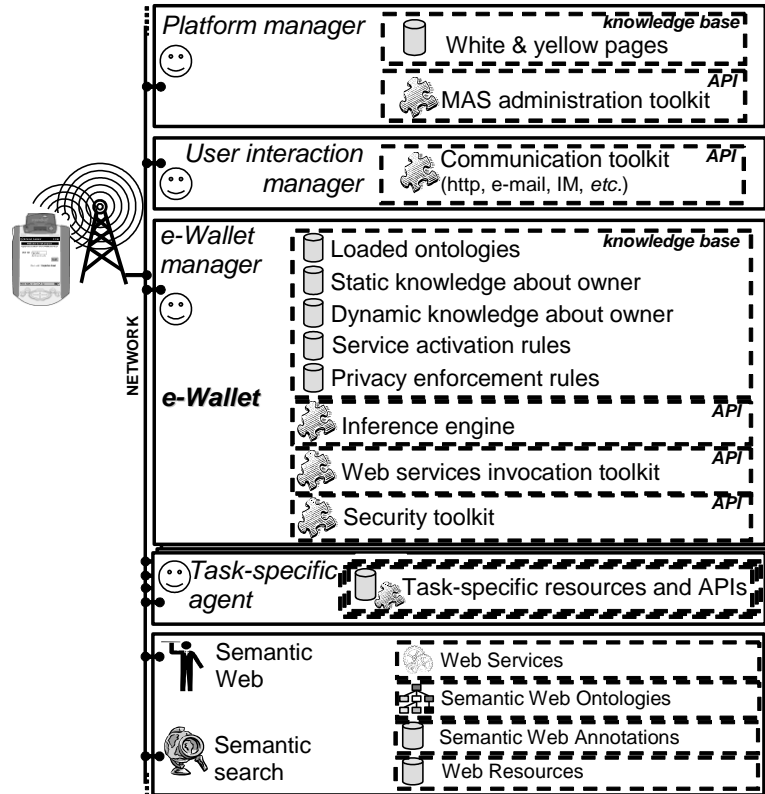 Platform manager
knowledge base
White & yellow pages
API
MAS administration toolkit
User interaction
manager
Communication toolkit
API
(http, e-mail, IM, etc.)
e-Wallet
manager
knowledge base
Loaded ontologies
Static knowledge about owner
Dynamic knowledge about owner
Service activation rules
Privacy enforcement rules
NETWORK
e-Wallet
API
Inference engine
API
Web services invocation toolkit
API
Security toolkit
Task-specific
agent
Task-specific resources and APIs
Semantic
Web
Web Services
Semantic Web Ontologies
Semantic
search
Semantic Web Annotations
Web Resources